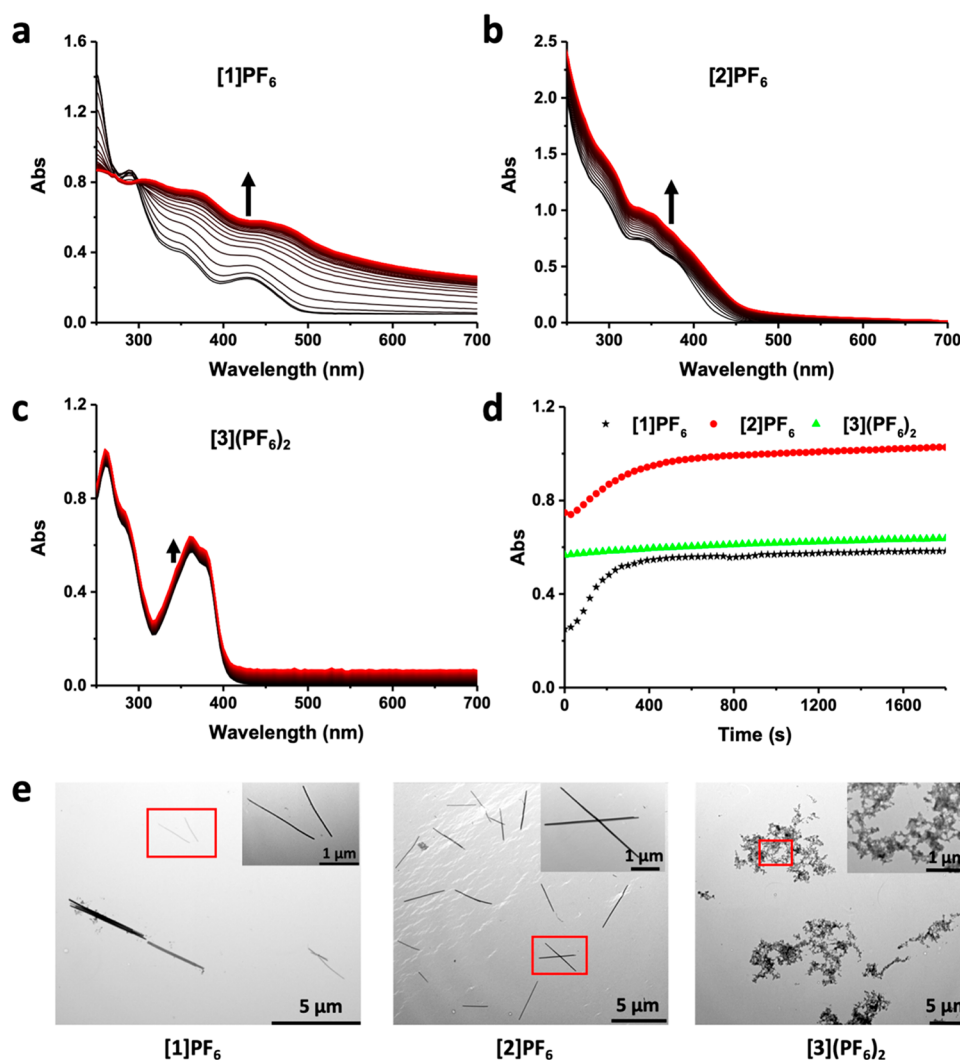 a
[1]PF6
1.6
1.2
0.8
0.4
0.0
Abs
300 400 500 600 700
Wavelength (nm)
b
[2]PF6
2.5
2.0
1.5
1.0
0.5
0.0
Abs
300 400 500 600 700
Wavelength (nm)
c
[3](PF6)2
1.2
0.8
0.4
0.0
Abs
300 400 500 600 700
Wavelength (nm)
d
[1]PF6 [2]PF6 [3](PF6)2
1.2
0.8
0.4
0.0
Abs
0 400 800 1200 1600
Time (s)
e
1 μm
5 μm
[1]PF6
1 μm
5 μm
[2]PF6
1 μm
5 μm
[3](PF6)2